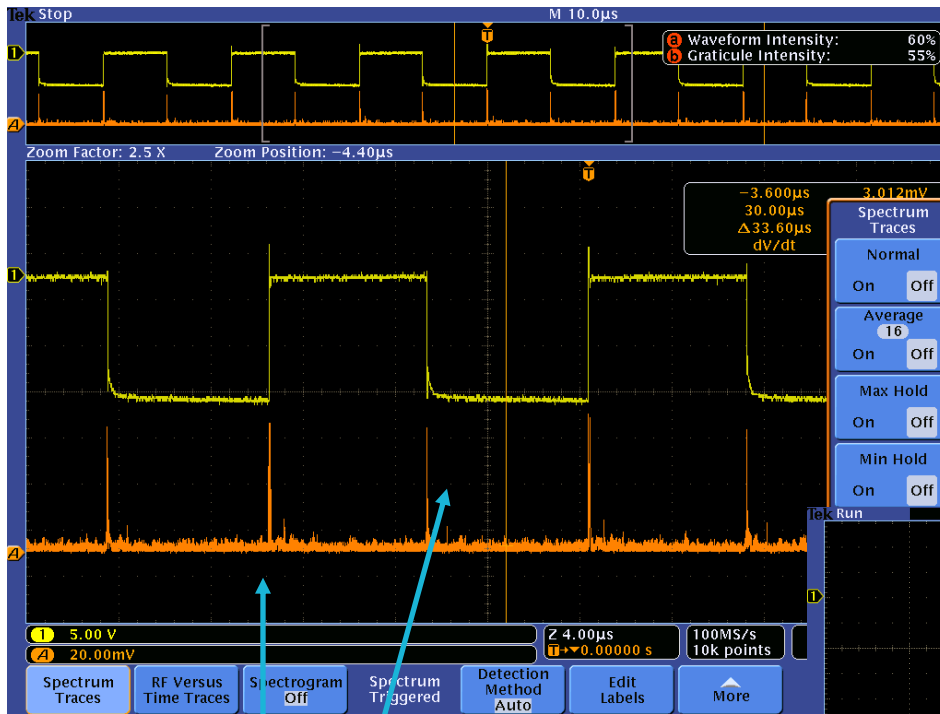 Tek Stop
M 10.0µs
T
1
a Waveform Intensity: 60%
b Graticule Intensity: 55%
A
Zoom Factor: 2.5 X Zoom Position: −4.40µs
T
−3.600µs 3.012mV
30.00µs
Δ33.60µs
dV/dt
Spectrum
Traces
Normal
On Off
Average
16
On Off
Max Hold
On Off
Min Hold
On Off
1
A
Tek Run
1
1 5.00 V
A 20.00mV
Z 4.00µs
T→▼0.00000 s
100MS/s
10k points
Spectrum
Traces
RF Versus
Time Traces
Spectrogram
Off
Spectrum
Triggered
Detection
Method
Auto
Edit
Labels
More